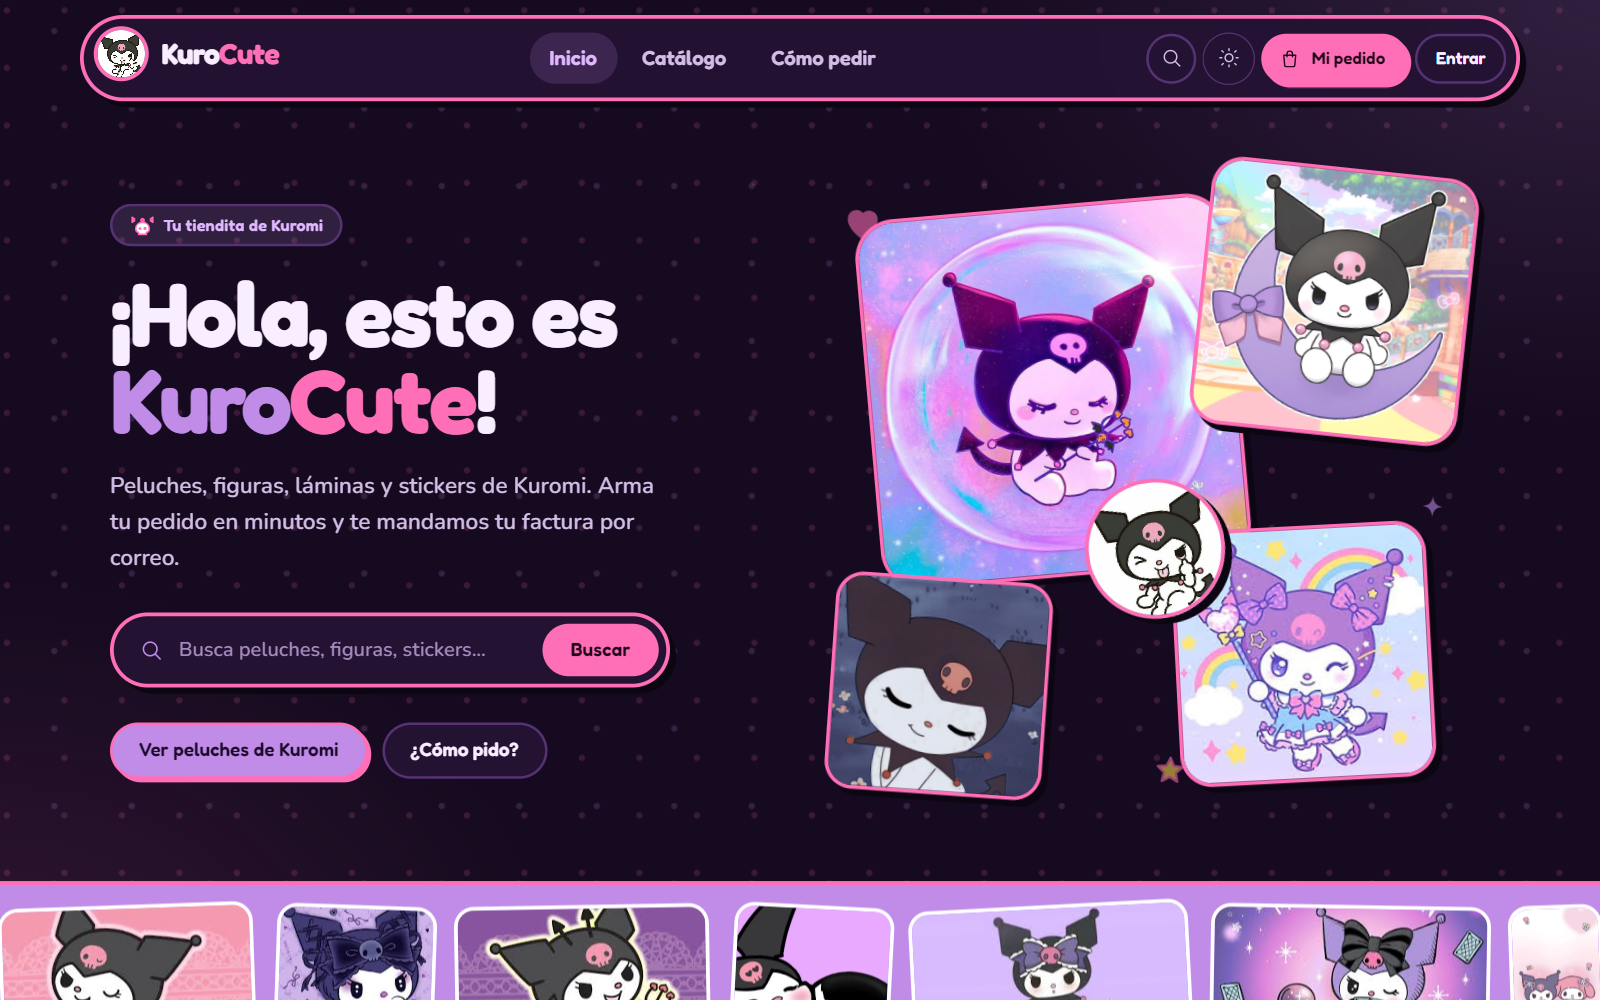 KuroCute
Inicio
Catálogo
Cómo pedir
Mi pedido
Entrar
Tu tiendita de Kuromi
¡Hola, esto es
KuroCute!
Peluches, figuras, láminas y stickers de Kuromi. Arma
tu pedido en minutos y te mandamos tu factura por
correo.
Busca peluches, figuras, stickers...
Buscar
Ver peluches de Kuromi
¿Cómo pido?